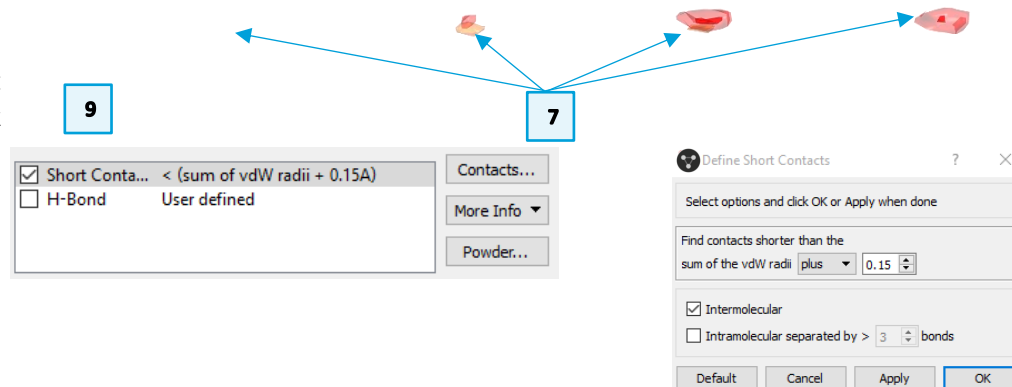 9
7
Short Conta... < (sum of vdW radii + 0.15A)
H-Bond User defined
Contacts...
More Info
Powder...
Define Short Contacts ?
Select options and click OK or Apply when done
Find contacts shorter than the
sum of the vdW radii plus 0.15
Intermolecular
Intramolecular separated by > 3 bonds
Default Cancel Apply OK